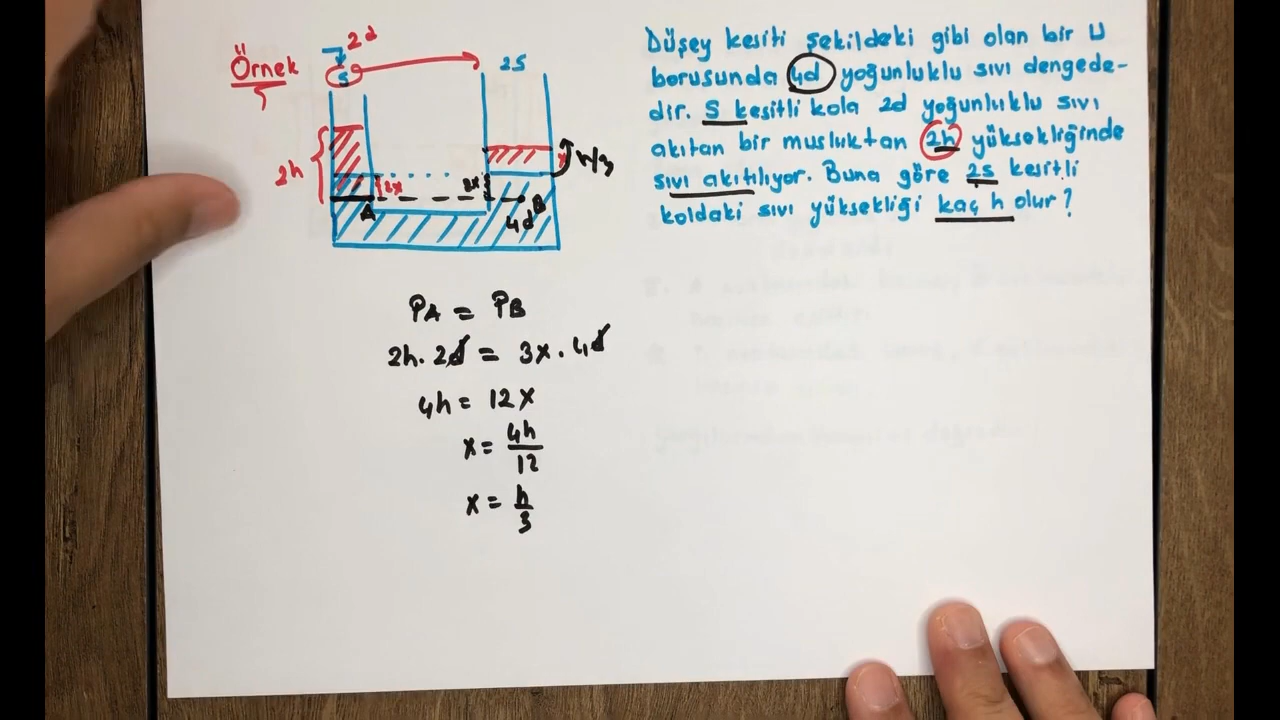 Örnek
2d
S
2S
2h
2x
3x
h/3
x
A
B
4d
Düşey kesiti şekildeki gibi olan bir U
borusunda 4d yoğunluklu sıvı dengede-
dir. S kesitli kola 2d yoğunluklu sıvı
akıtan bir musluktan 2h yüksekliğinde
sıvı akıtılıyor. Buna göre 2s kesitli
koldaki sıvı yüksekliği kaç h olur?
PA = PB
2h. 2d = 3x. 4d
4h = 12x
x = 4h/12
x = h/3